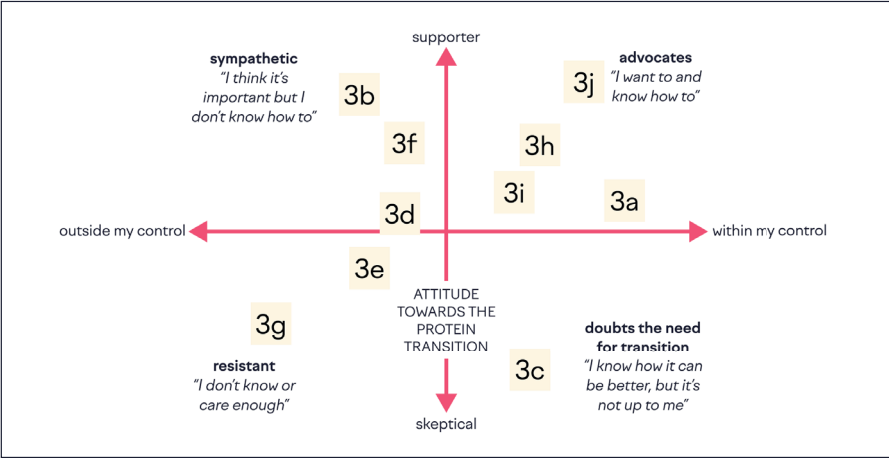 supporter
sympathetic
“I think it’s
important but I
don’t know how to”
3b
3f
3d
advocates
“I want to and
know how to”
3j
3h
3i
3a
outside my control
within my control
3e
3g
resistant
“I don’t know or
care enough”
ATTITUDE
TOWARDS THE
PROTEIN
TRANSITION
3c
doubts the need
for transition
“I know how it can
be better, but it’s
not up to me”
skeptical